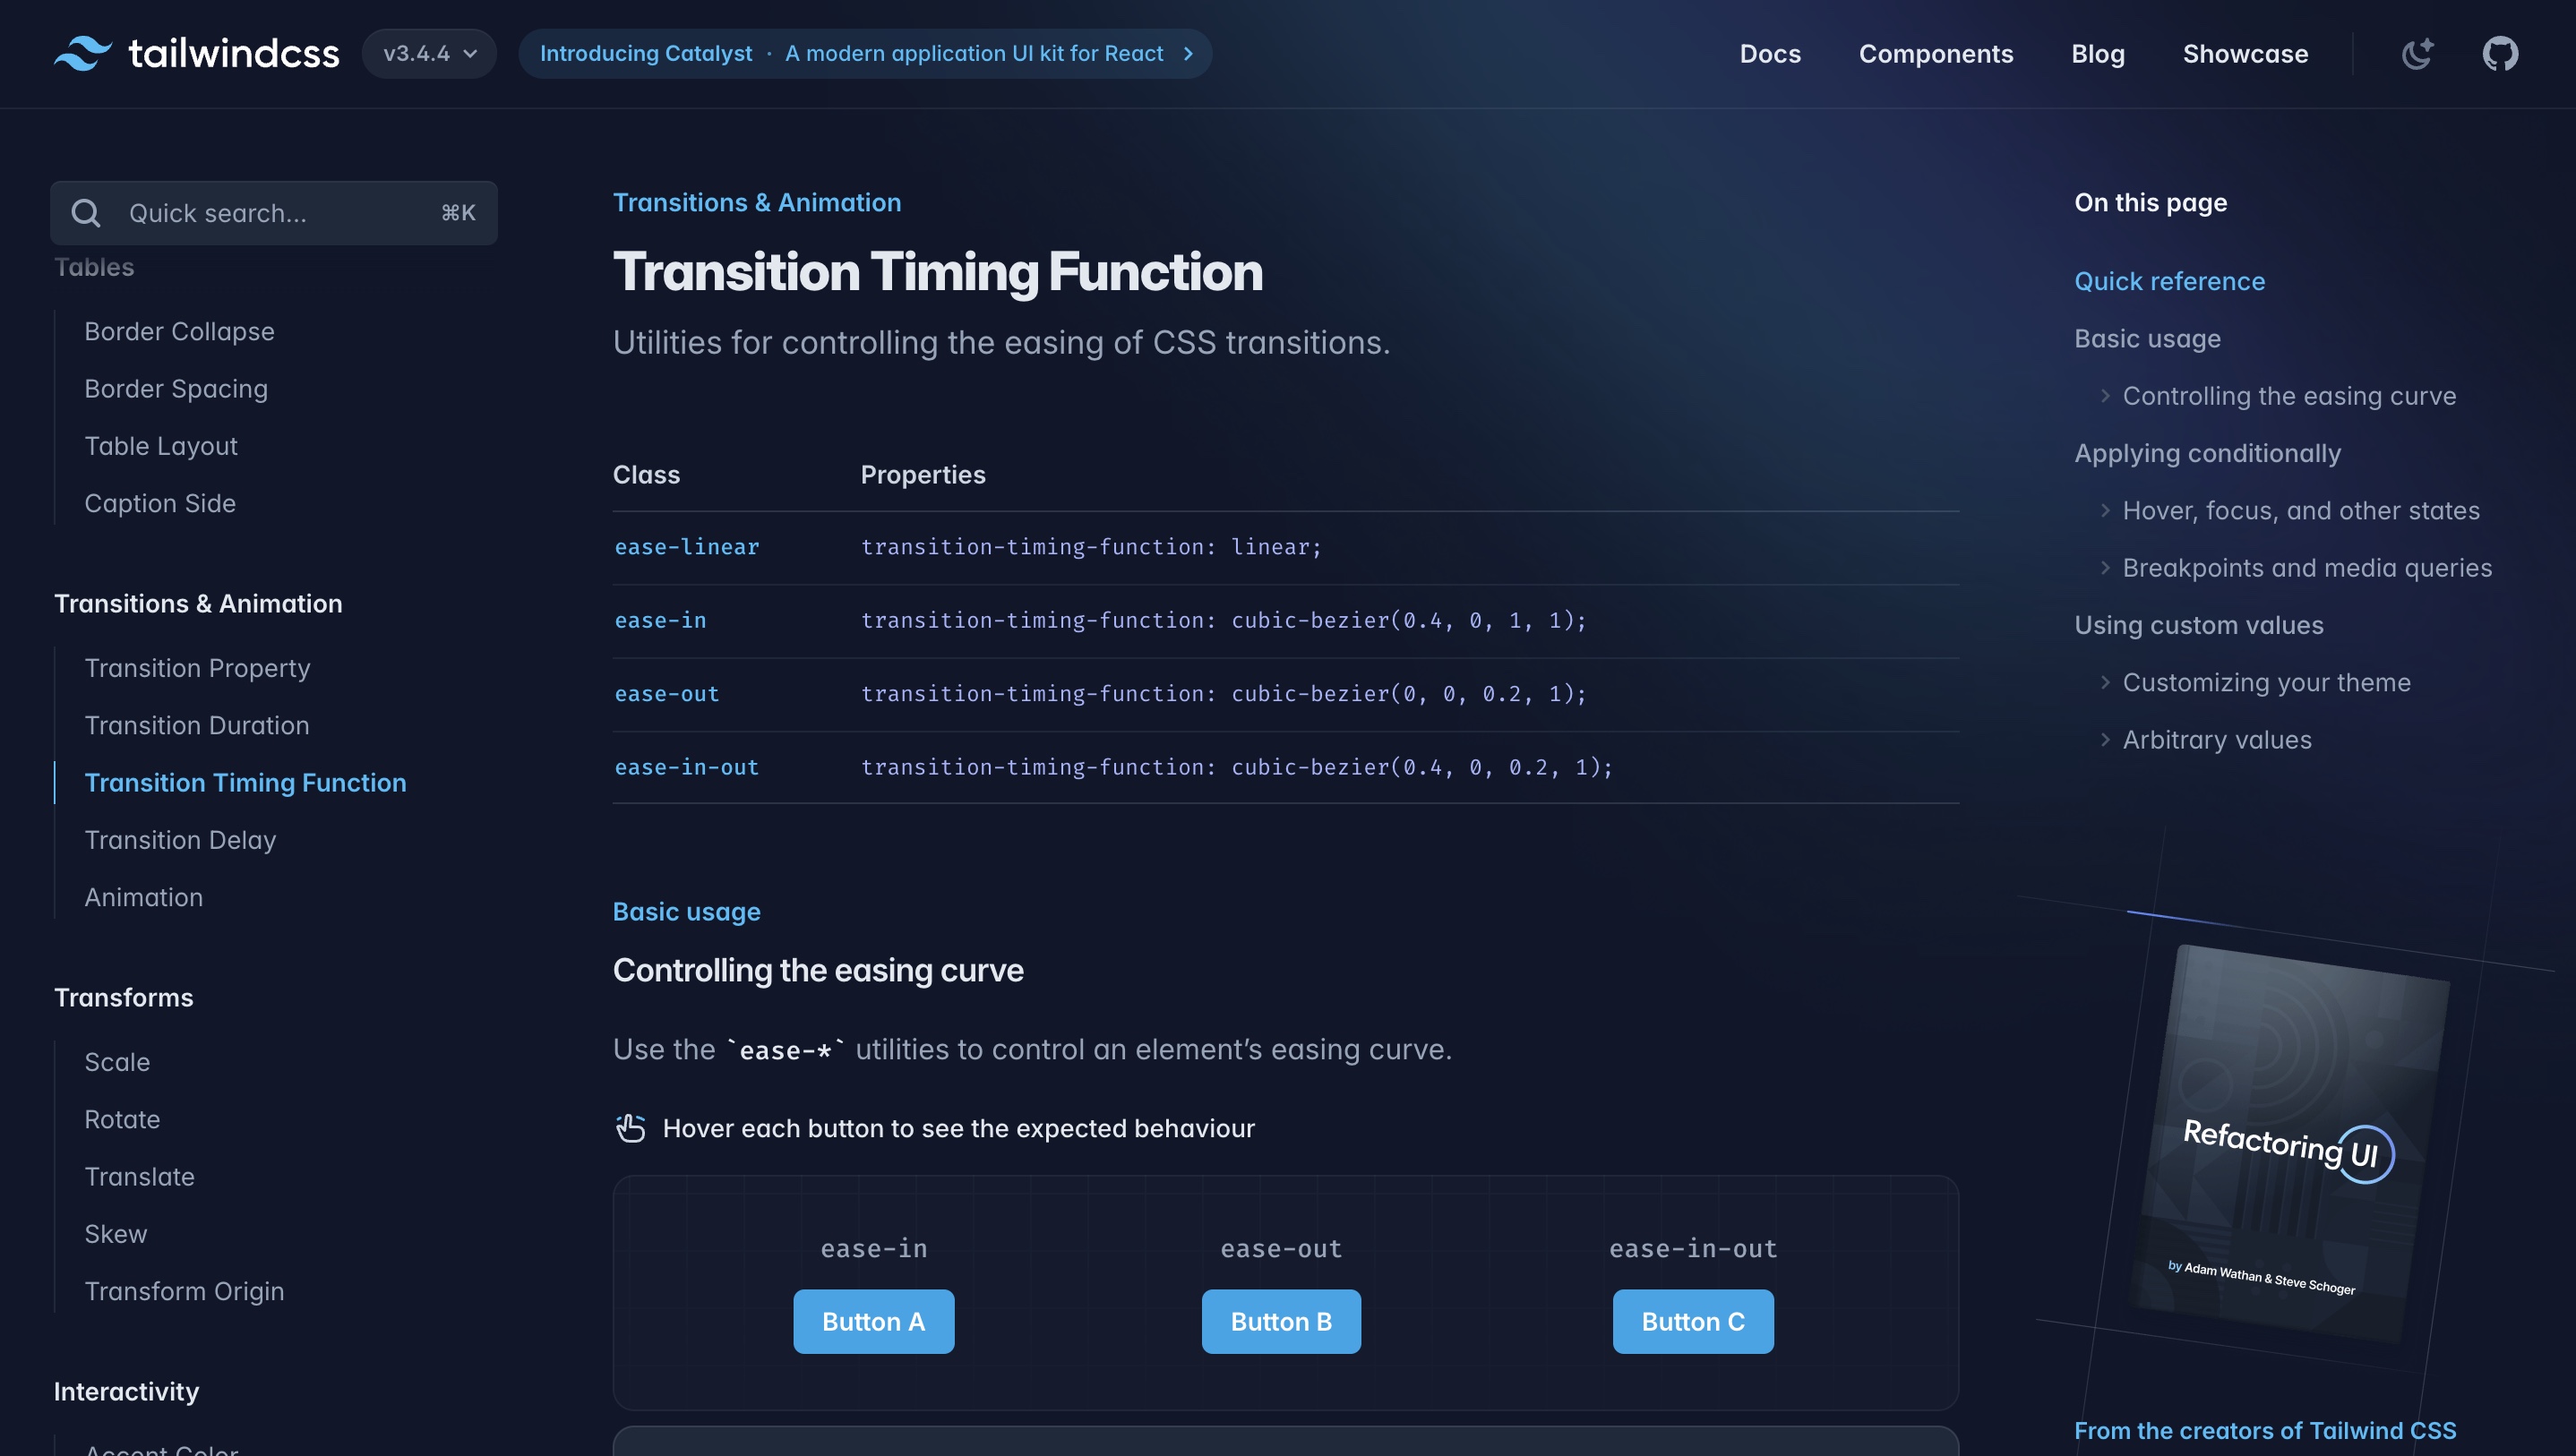 tailwindcss
v3.4.4
Introducing Catalyst · A modern application UI kit for React
Docs
Components
Blog
Showcase
Quick search...
⌘K
Tables
Border Collapse
Border Spacing
Table Layout
Caption Side
Transitions & Animation
Transition Property
Transition Duration
Transition Timing Function
Transition Delay
Animation
Transforms
Scale
Rotate
Translate
Skew
Transform Origin
Interactivity
Accent Color
Transitions & Animation
Transition Timing Function
Utilities for controlling the easing of CSS transitions.
Class Properties
ease-linear transition-timing-function: linear;
ease-in transition-timing-function: cubic-bezier(0.4, 0, 1, 1);
ease-out transition-timing-function: cubic-bezier(0, 0, 0.2, 1);
ease-in-out transition-timing-function: cubic-bezier(0.4, 0, 0.2, 1);
Basic usage
Controlling the easing curve
Use the `ease-*` utilities to control an element’s easing curve.
Hover each button to see the expected behaviour
ease-in ease-out ease-in-out
Button A Button B Button C
On this page
Quick reference
Basic usage
Controlling the easing curve
Applying conditionally
Hover, focus, and other states
Breakpoints and media queries
Using custom values
Customizing your theme
Arbitrary values
Refactoring UI
by Adam Wathan & Steve Schoger
From the creators of Tailwind CSS